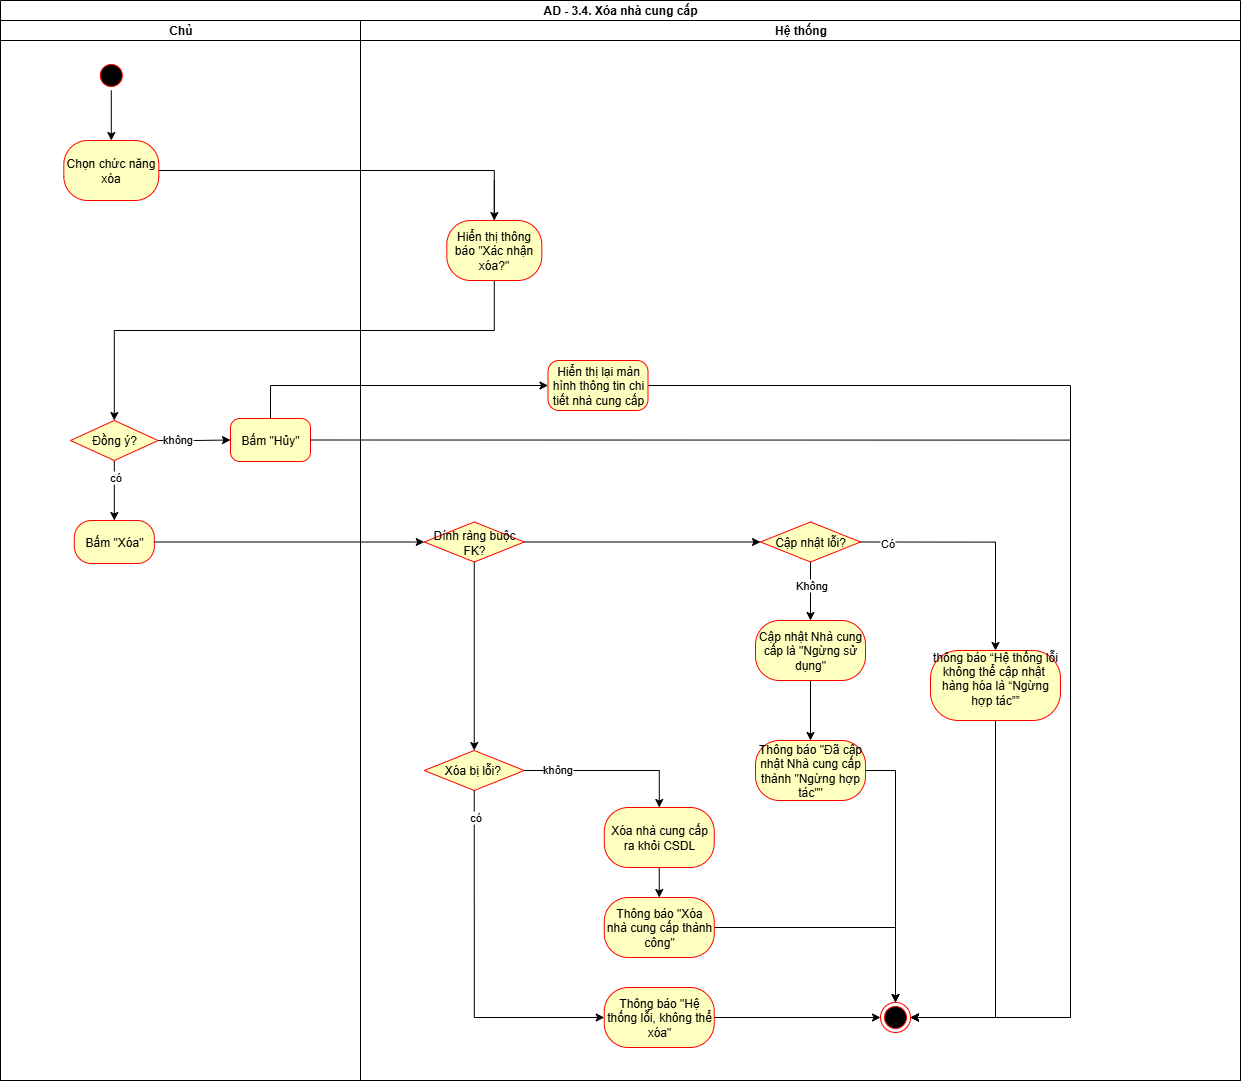 AD - 3.4. Xóa nhà cung cấp
Chủ
Hệ thống
Chọn chức năng
xóa
Hiển thị thông
báo "Xác nhận
xóa?"
Hiển thị lại màn
hình thông tin chi
tiết nhà cung cấp
Đồng ý?
không
Bấm "Hủy"
có
Bấm "Xóa"
Dính ràng buộc
FK?
Cập nhật lỗi?
Có
Không
Cập nhật Nhà cung
cấp là "Ngừng sử
dụng"
thông báo “Hệ thống lỗi
không thể cập nhật
hàng hóa là “Ngừng
hợp tác””
Thông báo "Đã cập
nhật Nhà cung cấp
thành "Ngừng hợp
tác""
Xóa bị lỗi?
không
có
Xóa nhà cung cấp
ra khỏi CSDL
Thông báo "Xóa
nhà cung cấp thành
công"
Thông báo "Hệ
thống lỗi, không thể
xóa"